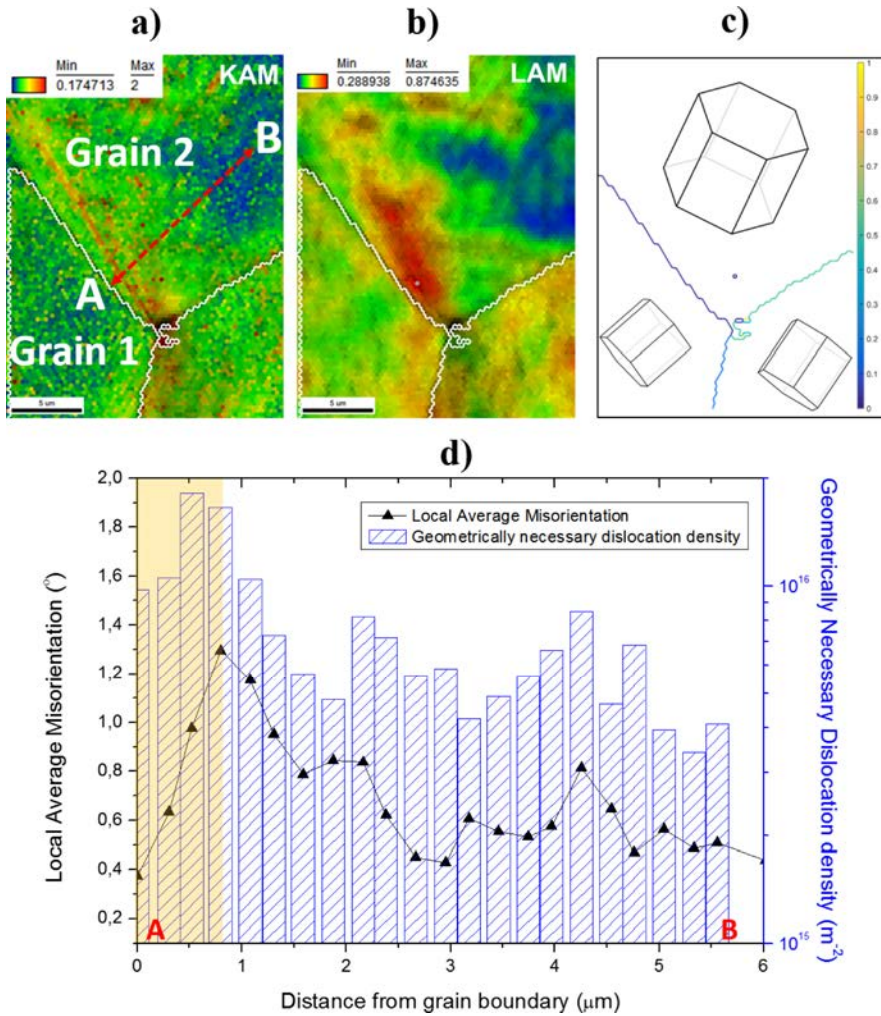 a)
b)
c)
Min Max
0.174713 2
KAM
Grain 2
B
A
Grain 1
5 um
Min Max
0.288938 0.874635
LAM
5 um
1
0.9
0.8
0.7
0.6
0.5
0.4
0.3
0.2
0.1
0
d)
Local Average Misorientation
Geometrically necessary dislocation density
2,0
1,8
1,6
1,4
1,2
1,0
0,8
0,6
0,4
0,2
Local Average Misorientation (°)
10¹⁶
10¹⁵
Geometrically Necessary Dislocation
density (m⁻²)
A
B
0 1 2 3 4 5 6
Distance from grain boundary (μm)